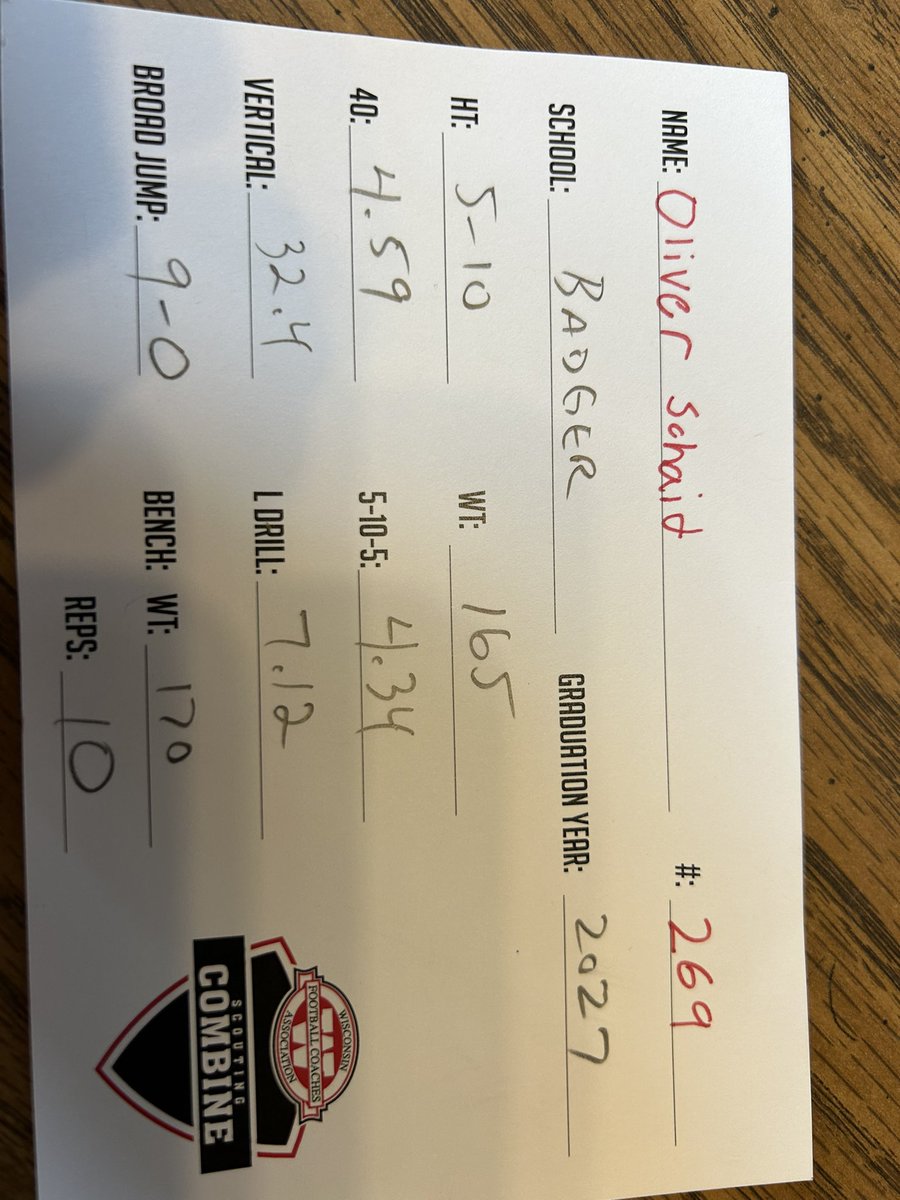 NAME: Oliver Schaid #: 269
SCHOOL: BADGER GRADUATION YEAR: 2027
HT: 5-10 WT: 165
40: 4.59 5-10-5: 4.34
VERTICAL: 32.4 L DRILL: 7.12
BROAD JUMP: 9-0 BENCH: WT: 170
REPS: 10
WISCONSIN
FOOTBALL COACHES
ASSOCIATION
SCOUTING
COMBINE